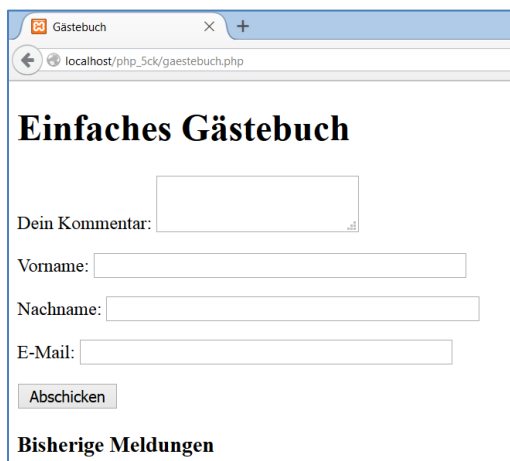 Gästebuch
localhost/php_5ck/gaestebuch.php
Einfaches Gästebuch
Dein Kommentar:
Vorname:
Nachname:
E-Mail:
Abschicken
Bisherige Meldungen